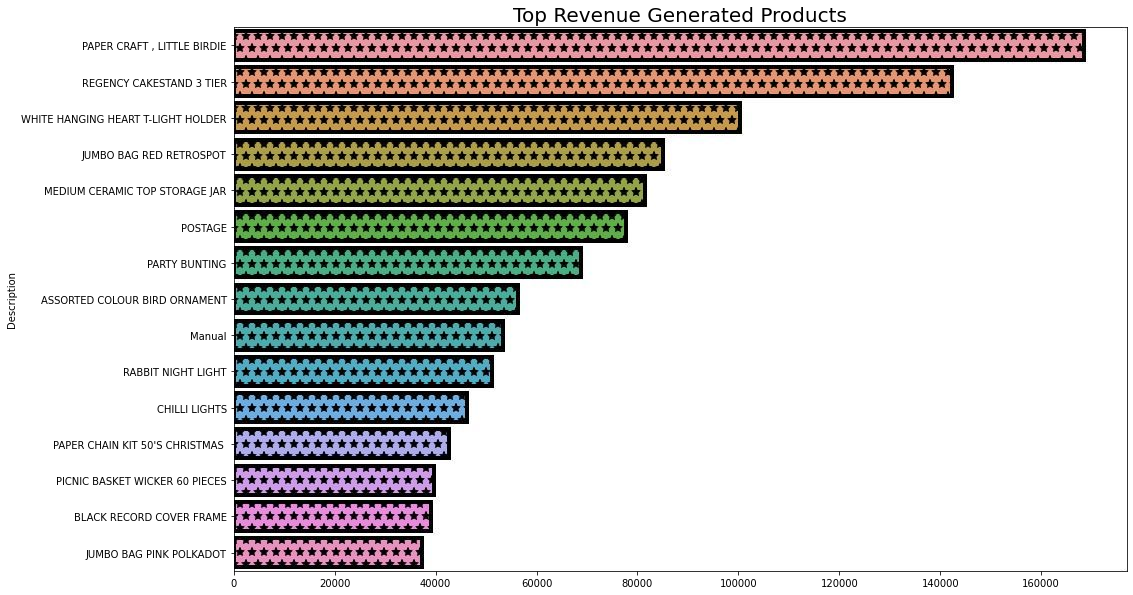 Top Revenue Generated Products
PAPER CRAFT , LITTLE BIRDIE
REGENCY CAKESTAND 3 TIER
WHITE HANGING HEART T-LIGHT HOLDER
JUMBO BAG RED RETROSPOT
MEDIUM CERAMIC TOP STORAGE JAR
POSTAGE
PARTY BUNTING
Description
ASSORTED COLOUR BIRD ORNAMENT
Manual
RABBIT NIGHT LIGHT
CHILLI LIGHTS
PAPER CHAIN KIT 50'S CHRISTMAS
PICNIC BASKET WICKER 60 PIECES
BLACK RECORD COVER FRAME
JUMBO BAG PINK POLKADOT
0 20000 40000 60000 80000 100000 120000 140000 160000